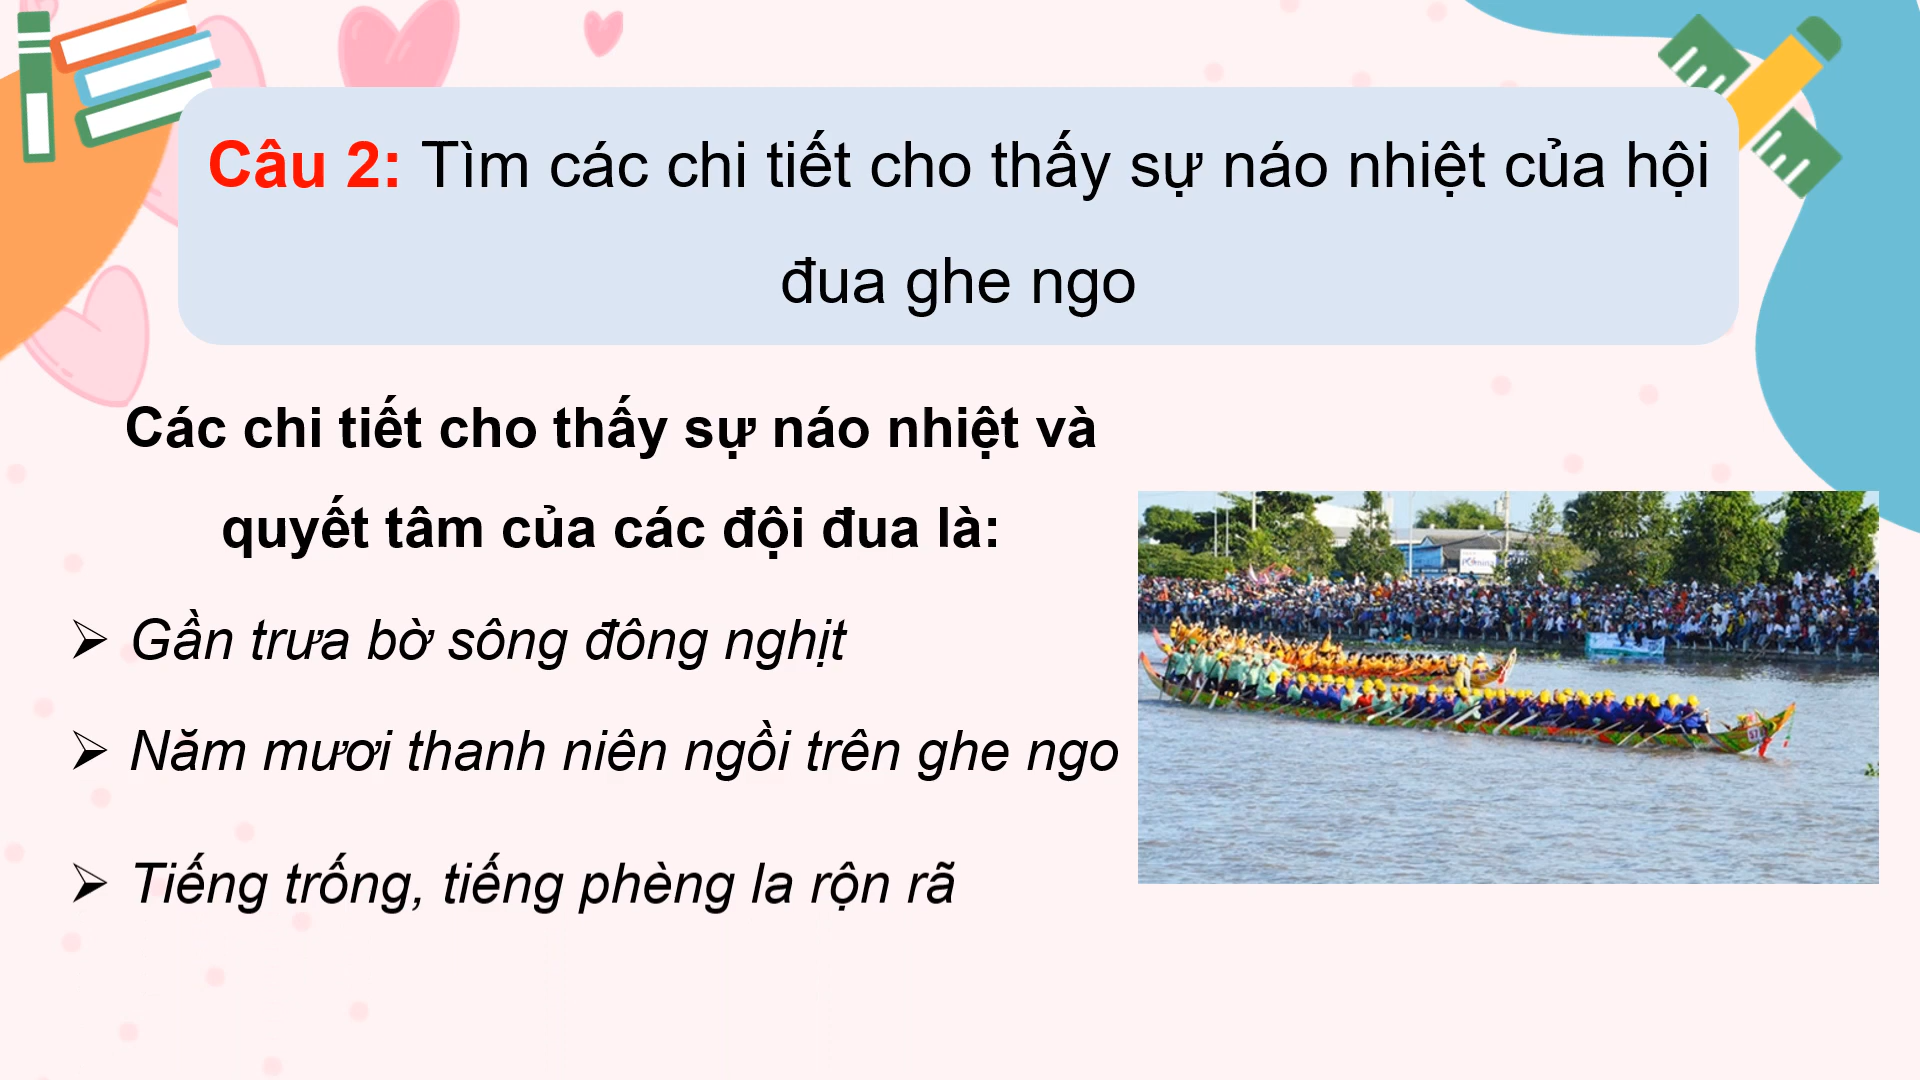 Câu 2: Tìm các chi tiết cho thấy sự náo nhiệt của hội
đua ghe ngo
Các chi tiết cho thấy sự náo nhiệt và
quyết tâm của các đội đua là:
➢ Gần trưa bờ sông đông nghịt
➢ Năm mươi thanh niên ngồi trên ghe ngo
➢ Tiếng trống, tiếng phèng la rộn rã